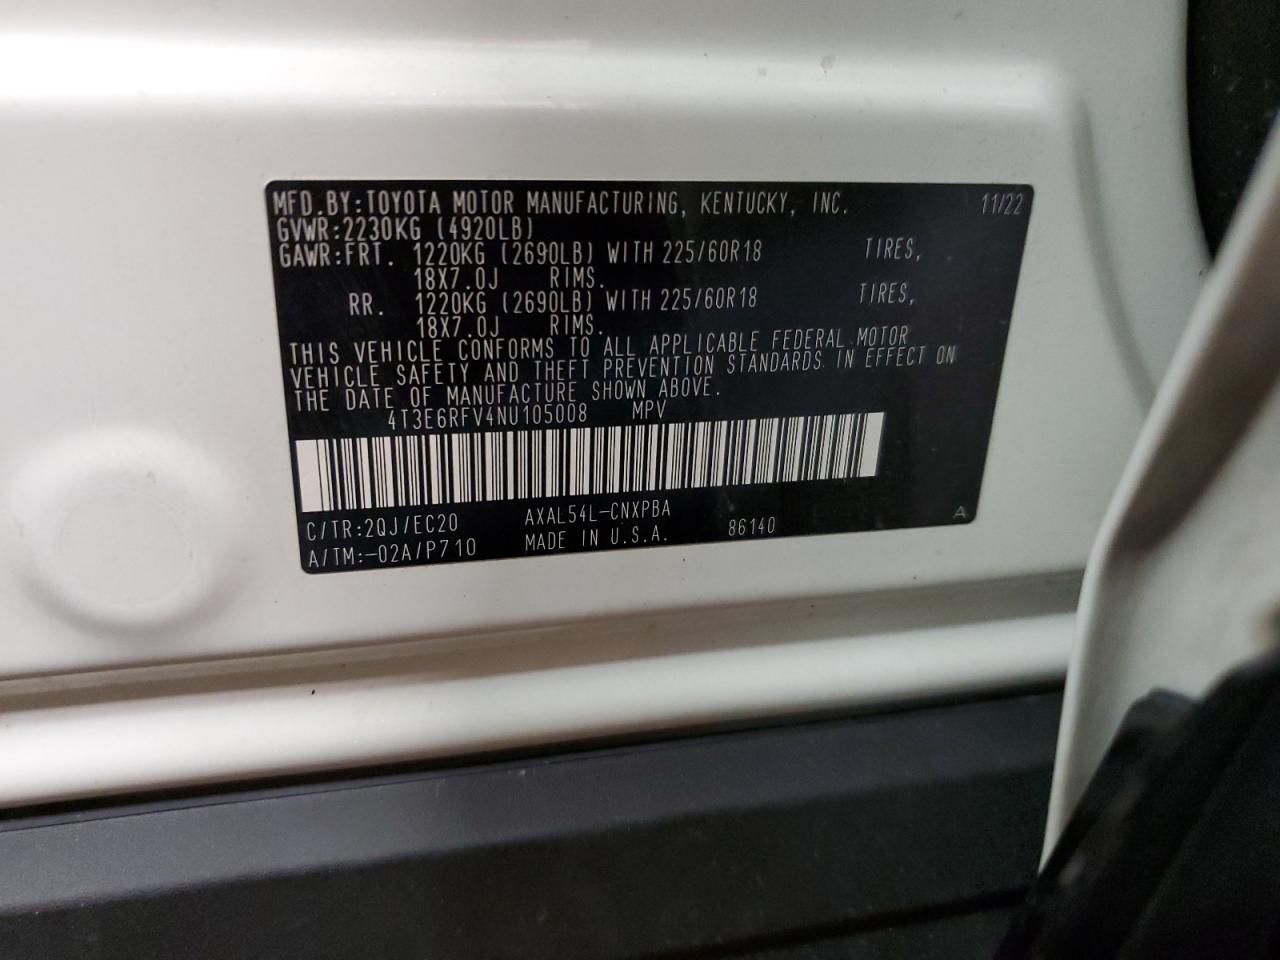 MFD.BY:TOYOTA MOTOR MANUFACTURING, KENTUCKY, INC. 11/22
GVWR:2230KG (4920LB)
GAWR:FRT. 1220KG (2690LB) WITH 225/60R18 TIRES,
18X7.0J RIMS.
RR. 1220KG (2690LB) WITH 225/60R18 TIRES,
18X7.0J RIMS.
THIS VEHICLE CONFORMS TO ALL APPLICABLE FEDERAL MOTOR
VEHICLE SAFETY AND THEFT PREVENTION STANDARDS IN EFFECT ON
THE DATE OF MANUFACTURE SHOWN ABOVE.
4T3E6RFV4NU105008 MPV
C/TR:2QJ/EC20 AXAL54L-CNXPBA
A/TM:-02A/P710 MADE IN U.S.A. 86140 A